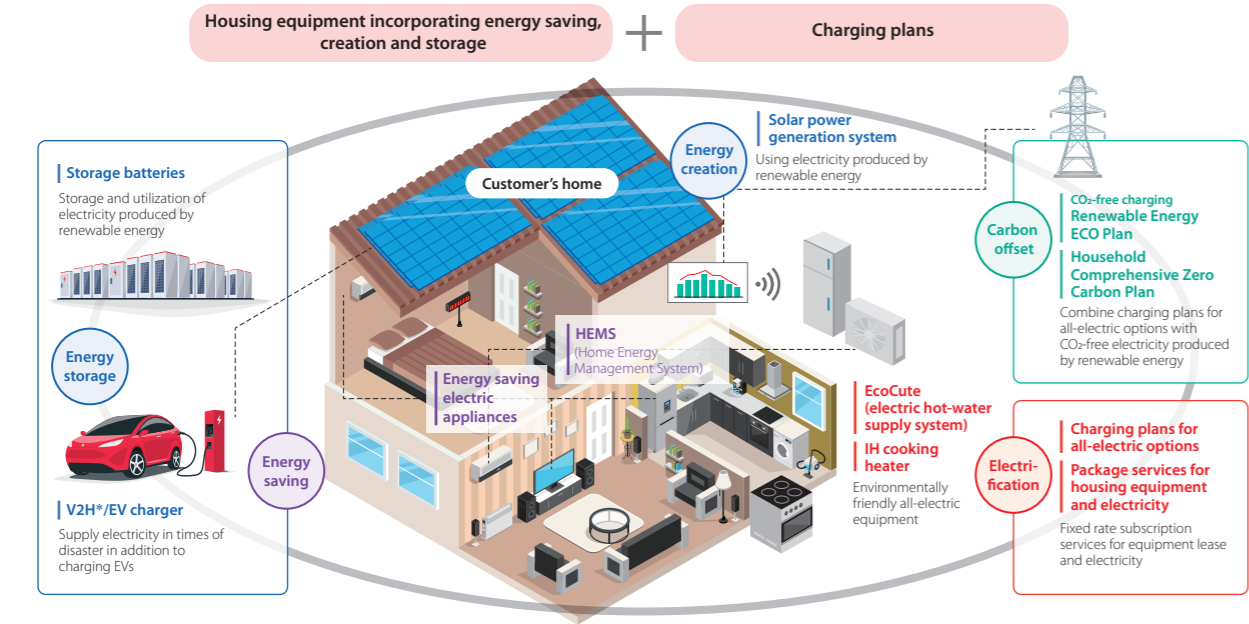 Housing equipment incorporating energy saving,
creation and storage
Charging plans
Storage batteries
Storage and utilization of
electricity produced by
renewable energy
Energy
storage
V2H*/EV charger
Supply electricity in times of
disaster in addition to
charging EVs
Energy
saving
Customer's home
Energy
creation
Solar power
generation system
Using electricity produced by
renewable energy
HEMS
(Home Energy
Management System)
Energy saving
electric
appliances
EcoCute
(electric hot-water
supply system)
IH cooking
heater
Environmentally
friendly all-electric
equipment
Carbon
offset
CO₂-free charging
Renewable Energy
ECO Plan
Household
Comprehensive Zero
Carbon Plan
Combine charging plans for
all-electric options with
CO₂-free electricity produced
by renewable energy
Electri-
fication
Charging plans for
all-electric options
Package services for
housing equipment
and electricity
Fixed rate subscription
services for equipment lease
and electricity